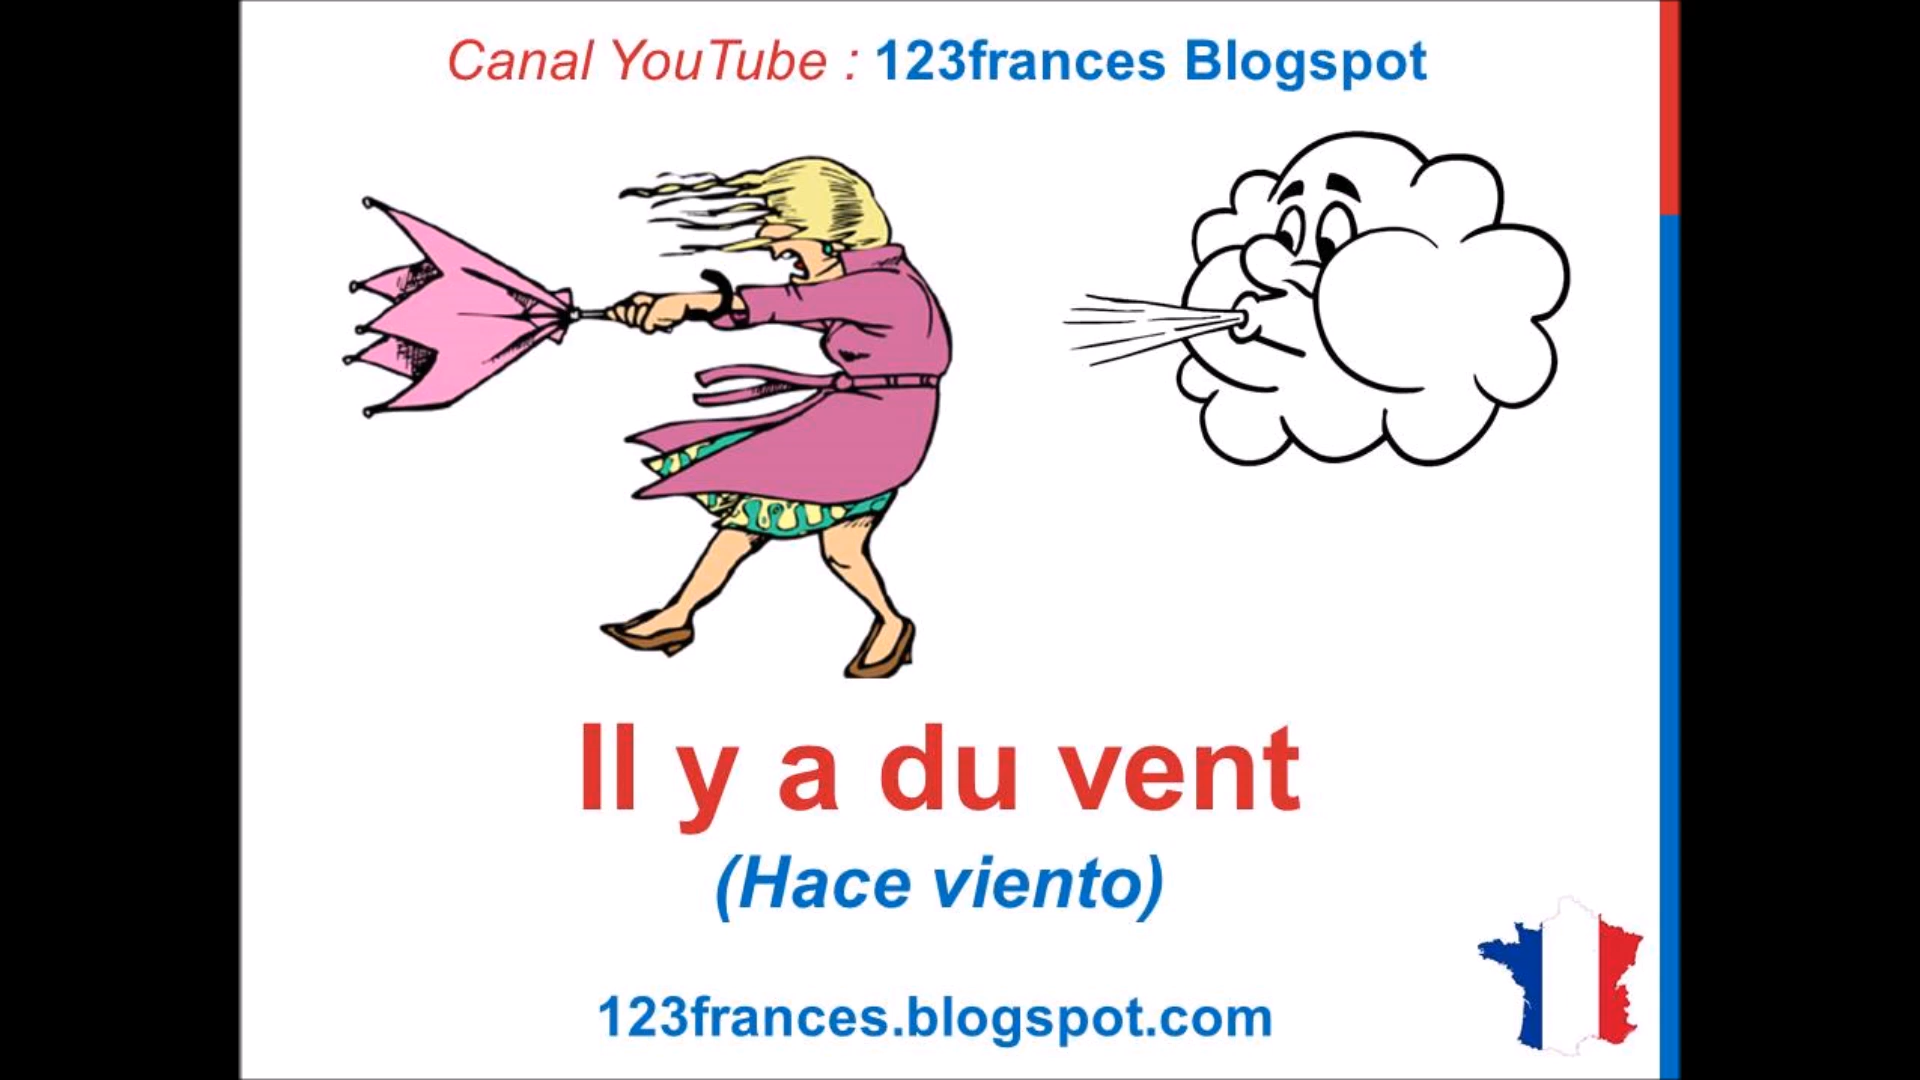 Canal YouTube : 123frances Blogspot
Il y a du vent
(Hace viento)
123frances.blogspot.com